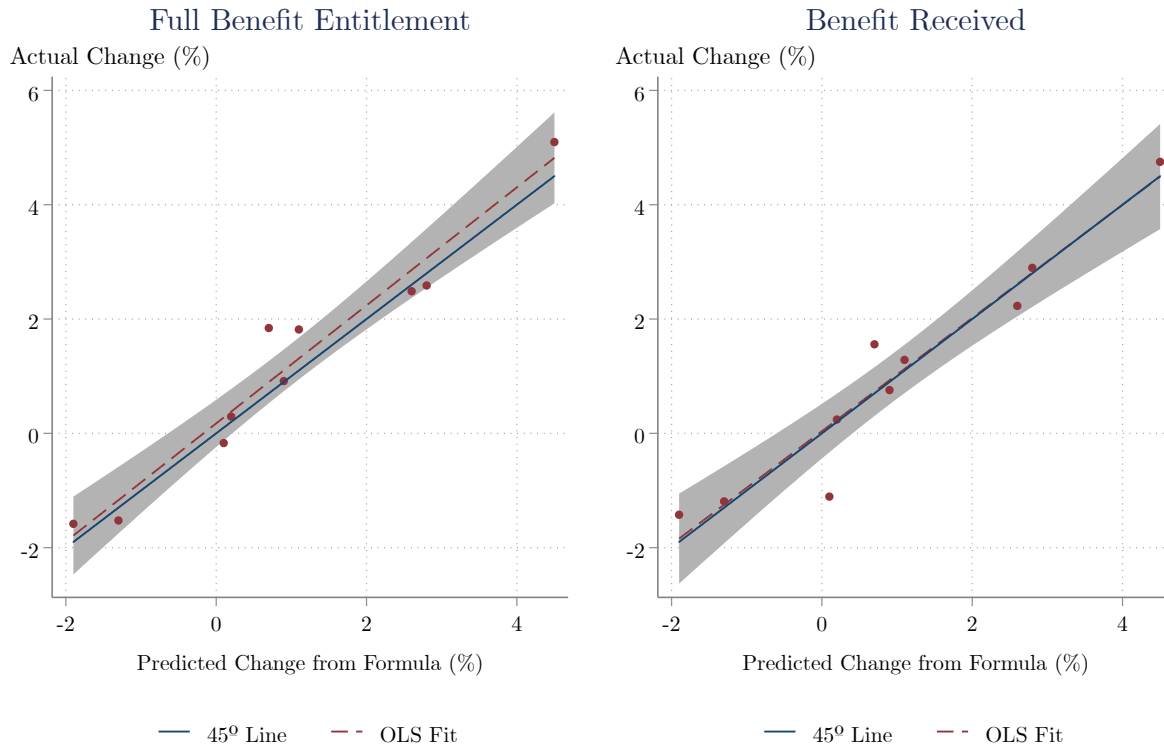 Full Benefit Entitlement
Actual Change (%)
6
4
2
0
-2
-2 0 2 4
Predicted Change from Formula (%)
45º Line OLS Fit
Benefit Received
Actual Change (%)
6
4
2
0
-2
-2 0 2 4
Predicted Change from Formula (%)
45º Line OLS Fit